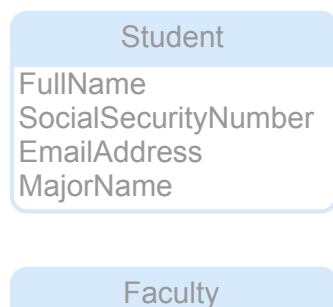 Student
FullName
SocialSecurityNumber
EmailAddress
MajorName
Faculty